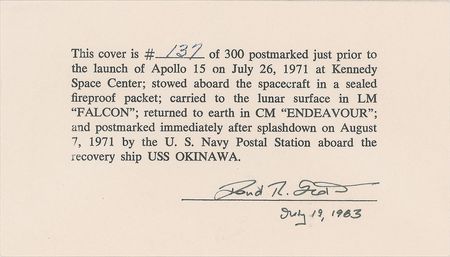 This cover is # 137 of 300 postmarked just prior to
the launch of Apollo 15 on July 26, 1971 at Kennedy
Space Center; stowed aboard the spacecraft in a sealed
fireproof packet; carried to the lunar surface in LM
"FALCON"; returned to earth in CM "ENDEAVOUR";
and postmarked immediately after splashdown on August
7, 1971 by the U. S. Navy Postal Station aboard the
recovery ship USS OKINAWA.
David R. Scott
July 19, 1983